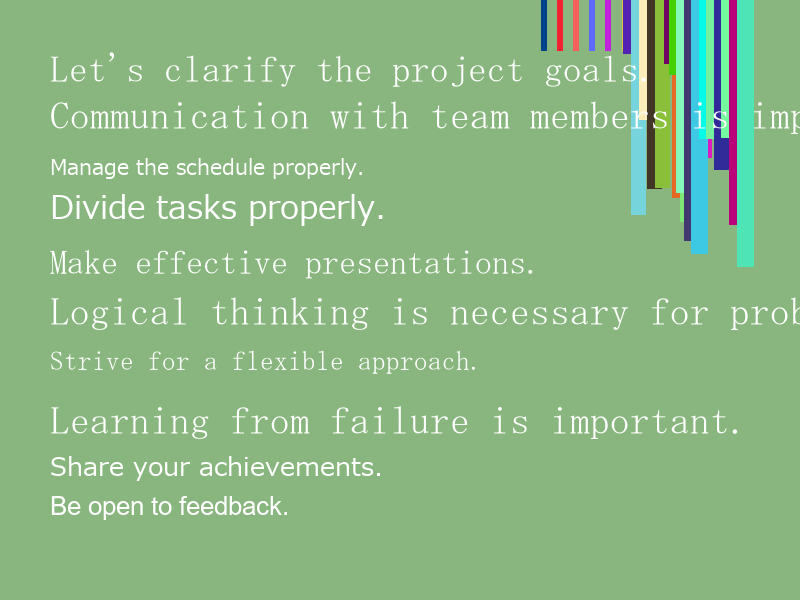 Let's clarify the project goals.
Communication with team members is imp
Manage the schedule properly.
Divide tasks properly.
Make effective presentations.
Logical thinking is necessary for prob
Strive for a flexible approach.
Learning from failure is important.
Share your achievements.
Be open to feedback.